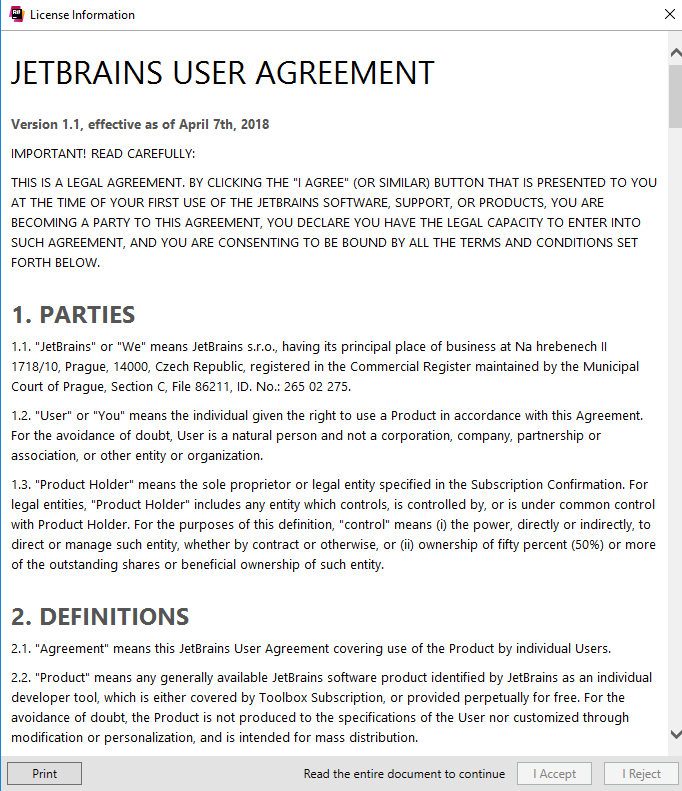 License Information
JETBRAINS USER AGREEMENT
Version 1.1, effective as of April 7th, 2018
IMPORTANT! READ CAREFULLY:
THIS IS A LEGAL AGREEMENT. BY CLICKING THE "I AGREE" (OR SIMILAR) BUTTON THAT IS PRESENTED TO YOU
AT THE TIME OF YOUR FIRST USE OF THE JETBRAINS SOFTWARE, SUPPORT, OR PRODUCTS, YOU ARE
BECOMING A PARTY TO THIS AGREEMENT, YOU DECLARE YOU HAVE THE LEGAL CAPACITY TO ENTER INTO
SUCH AGREEMENT, AND YOU ARE CONSENTING TO BE BOUND BY ALL THE TERMS AND CONDITIONS SET
FORTH BELOW.
1. PARTIES
1.1. "JetBrains" or "We" means JetBrains s.r.o., having its principal place of business at Na hrebenech II
1718/10, Prague, 14000, Czech Republic, registered in the Commercial Register maintained by the Municipal
Court of Prague, Section C, File 86211, ID. No.: 265 02 275.
1.2. "User" or "You" means the individual given the right to use a Product in accordance with this Agreement.
For the avoidance of doubt, User is a natural person and not a corporation, company, partnership or
association, or other entity or organization.
1.3. "Product Holder" means the sole proprietor or legal entity specified in the Subscription Confirmation. For
legal entities, "Product Holder" includes any entity which controls, is controlled by, or is under common control
with Product Holder. For the purposes of this definition, "control" means (i) the power, directly or indirectly, to
direct or manage such entity, whether by contract or otherwise, or (ii) ownership of fifty percent (50%) or more
of the outstanding shares or beneficial ownership of such entity.
2. DEFINITIONS
2.1. "Agreement" means this JetBrains User Agreement covering use of the Product by individual Users.
2.2. "Product" means any generally available JetBrains software product identified by JetBrains as an individual
developer tool, which is either covered by Toolbox Subscription, or provided perpetually for free. For the
avoidance of doubt, the Product is not produced to the specifications of the User nor customized through
modification or personalization, and is intended for mass distribution.
Print Read the entire document to continue I Accept I Reject